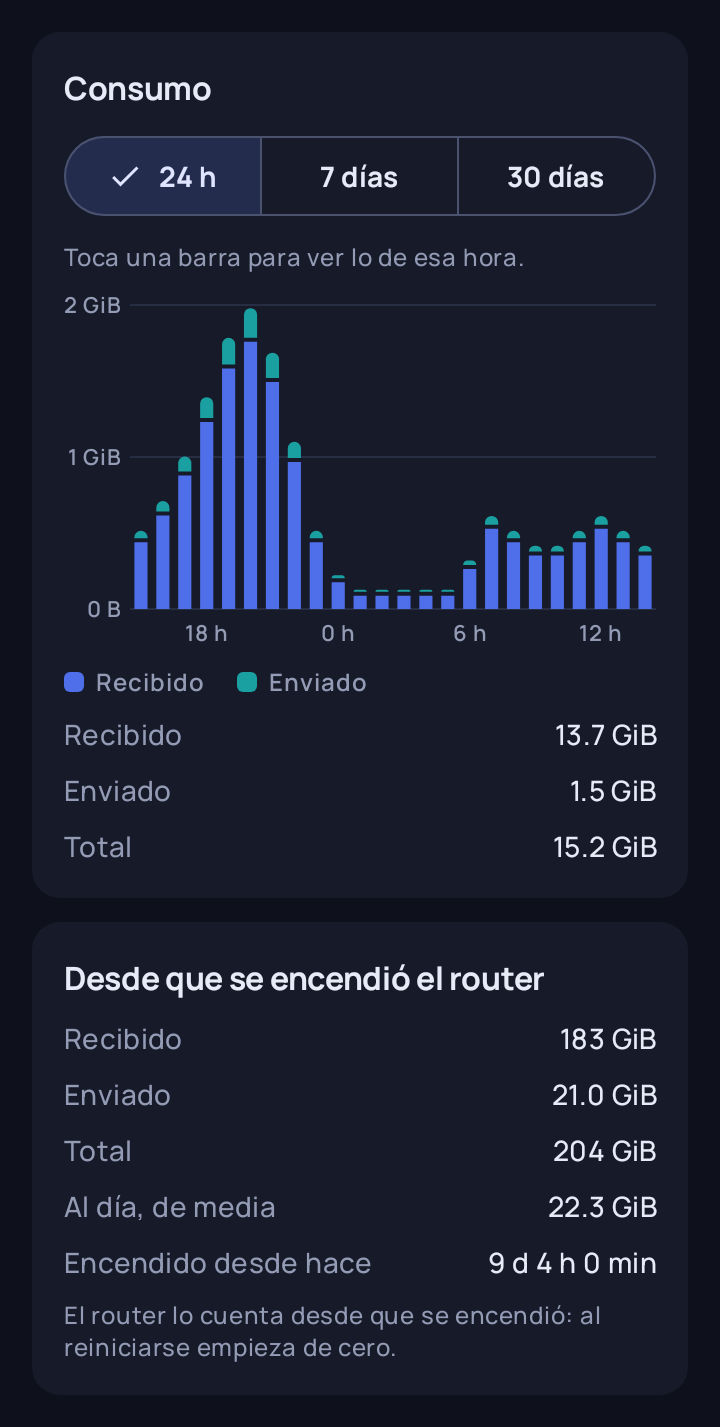 Consumo
24 h
7 días
30 días
Toca una barra para ver lo de esa hora.
2 GiB
1 GiB
0 B
18 h
0 h
6 h
12 h
Recibido
Enviado
Recibido 13.7 GiB
Enviado 1.5 GiB
Total 15.2 GiB
Desde que se encendió el router
Recibido 183 GiB
Enviado 21.0 GiB
Total 204 GiB
Al día, de media 22.3 GiB
Encendido desde hace 9 d 4 h 0 min
El router lo cuenta desde que se encendió: al
reiniciarse empieza de cero.